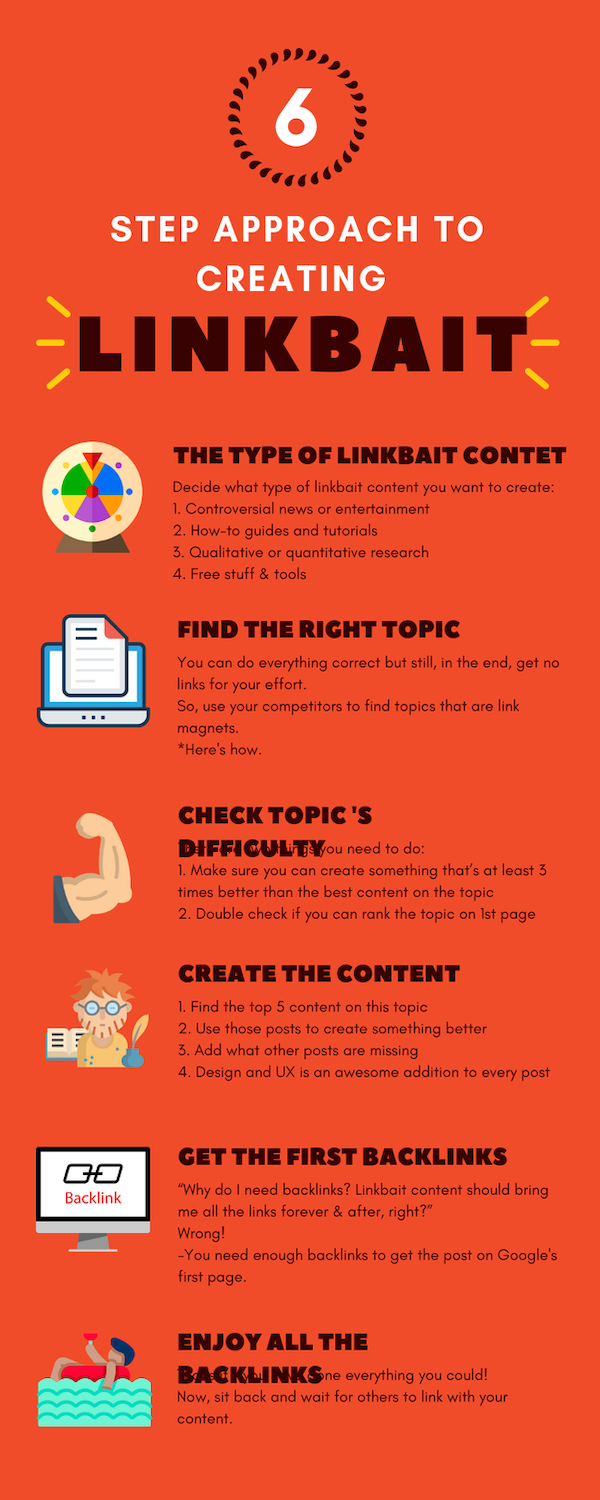 6
STEP APPROACH TO
CREATING
LINKBAIT
THE TYPE OF LINKBAIT CONTET
Decide what type of linkbait content you want to create:
1. Controversial news or entertainment
2. How-to guides and tutorials
3. Qualitative or quantitative research
4. Free stuff & tools
FIND THE RIGHT TOPIC
You can do everything correct but still, in the end, get no
links for your effort.
So, use your competitors to find topics that are link
magnets.
*Here's how.
CHECK TOPIC 'S
DIFFICULTY
you need to do:
1. Make sure you can create something that's at least 3
times better than the best content on the topic
2. Double check if you can rank the topic on 1st page
CREATE THE CONTENT
1. Find the top 5 content on this topic
2. Use those posts to create something better
3. Add what other posts are missing
4. Design and UX is an awesome addition to every post
Backlink
GET THE FIRST BACKLINKS
“Why do I need backlinks? Linkbait content should bring
me all the links forever & after, right?”
Wrong!
-You need enough backlinks to get the post on Google's
first page.
ENJOY ALL THE
BACKLINKS
everything you could!
Now, sit back and wait for others to link with your
content.